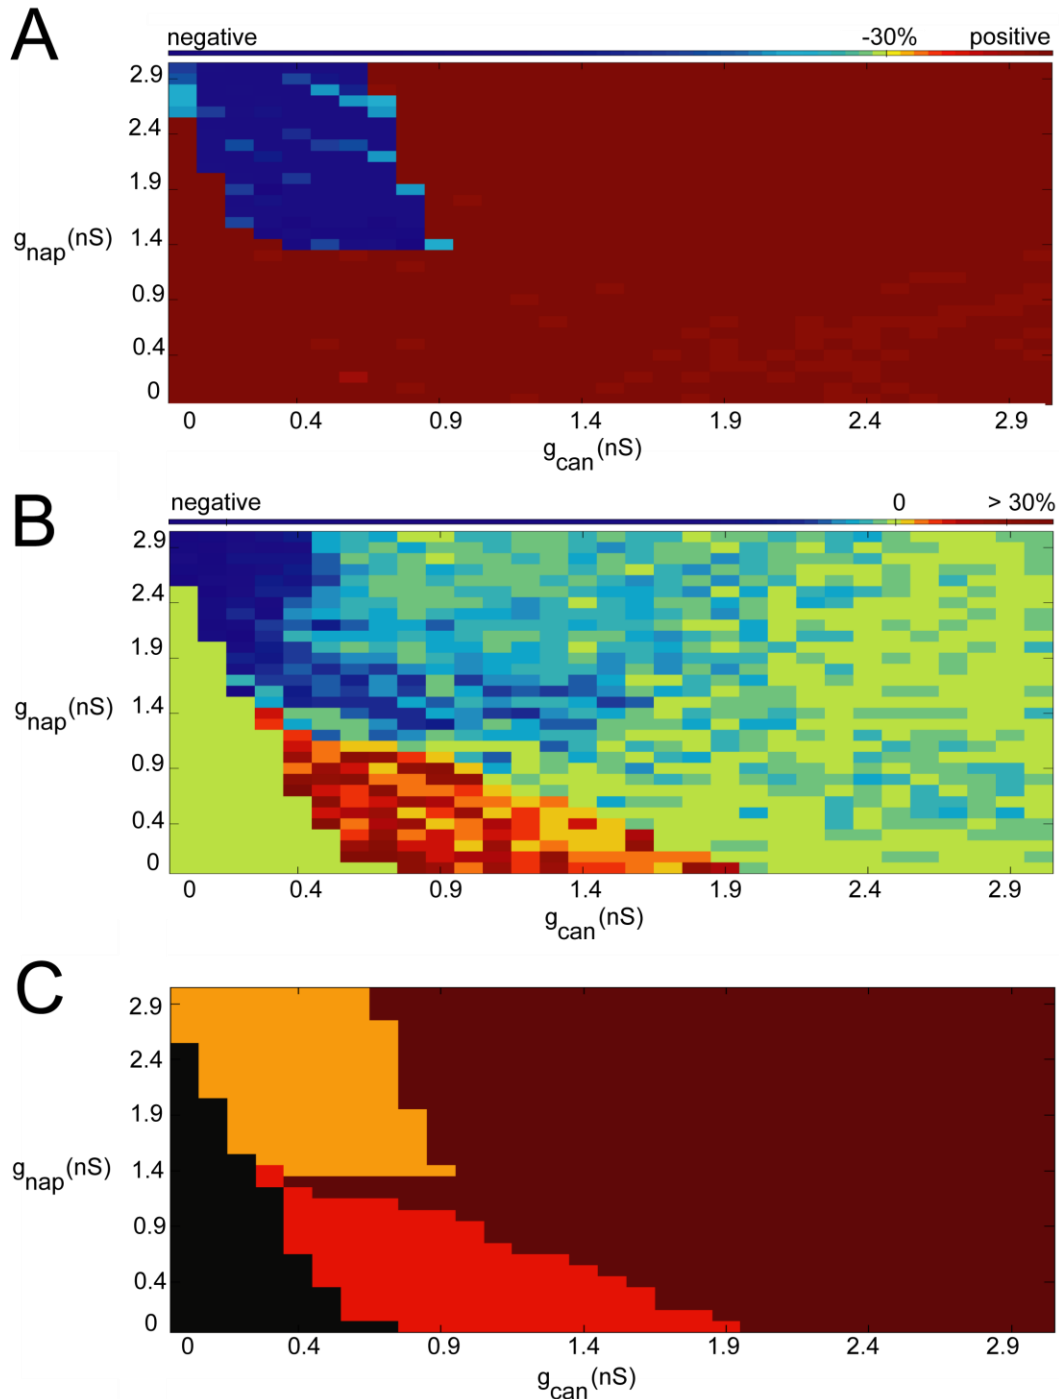 A
negative -30% positive
2.9
2.4
1.9
g_nap (nS) 1.4
0.9
0.4
0
0 0.4 0.9 1.4 1.9 2.4 2.9
g_can (nS)
B
negative 0 > 30%
2.9
2.4
1.9
g_nap (nS) 1.4
0.9
0.4
0
0 0.4 0.9 1.4 1.9 2.4 2.9
g_can (nS)
C
2.9
2.4
1.9
g_nap (nS) 1.4
0.9
0.4
0
0 0.4 0.9 1.4 1.9 2.4 2.9
g_can (nS)